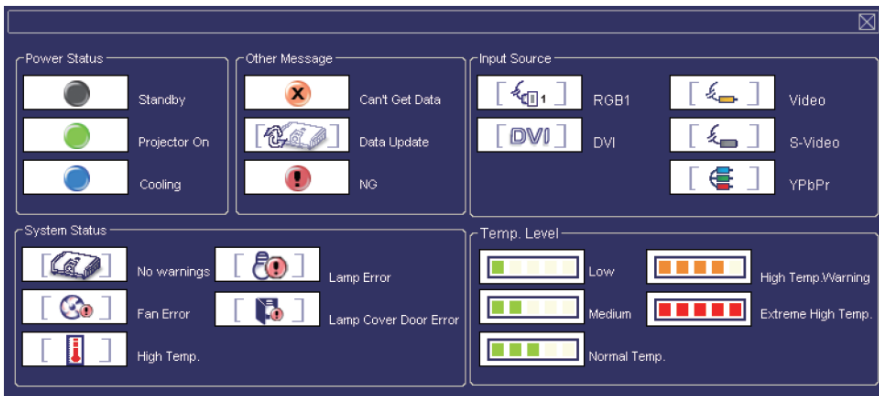 Power Status
Standby
Projector On
Cooling
Other Message
Can't Get Data
Data Update
NG
Input Source
1
RGB1
DVI
DVI
Video
S-Video
YPbPr
System Status
No warnings
Fan Error
High Temp.
Lamp Error
Lamp Cover Door Error
Temp. Level
Low
Medium
Normal Temp.
High Temp.Warning
Extreme High Temp.